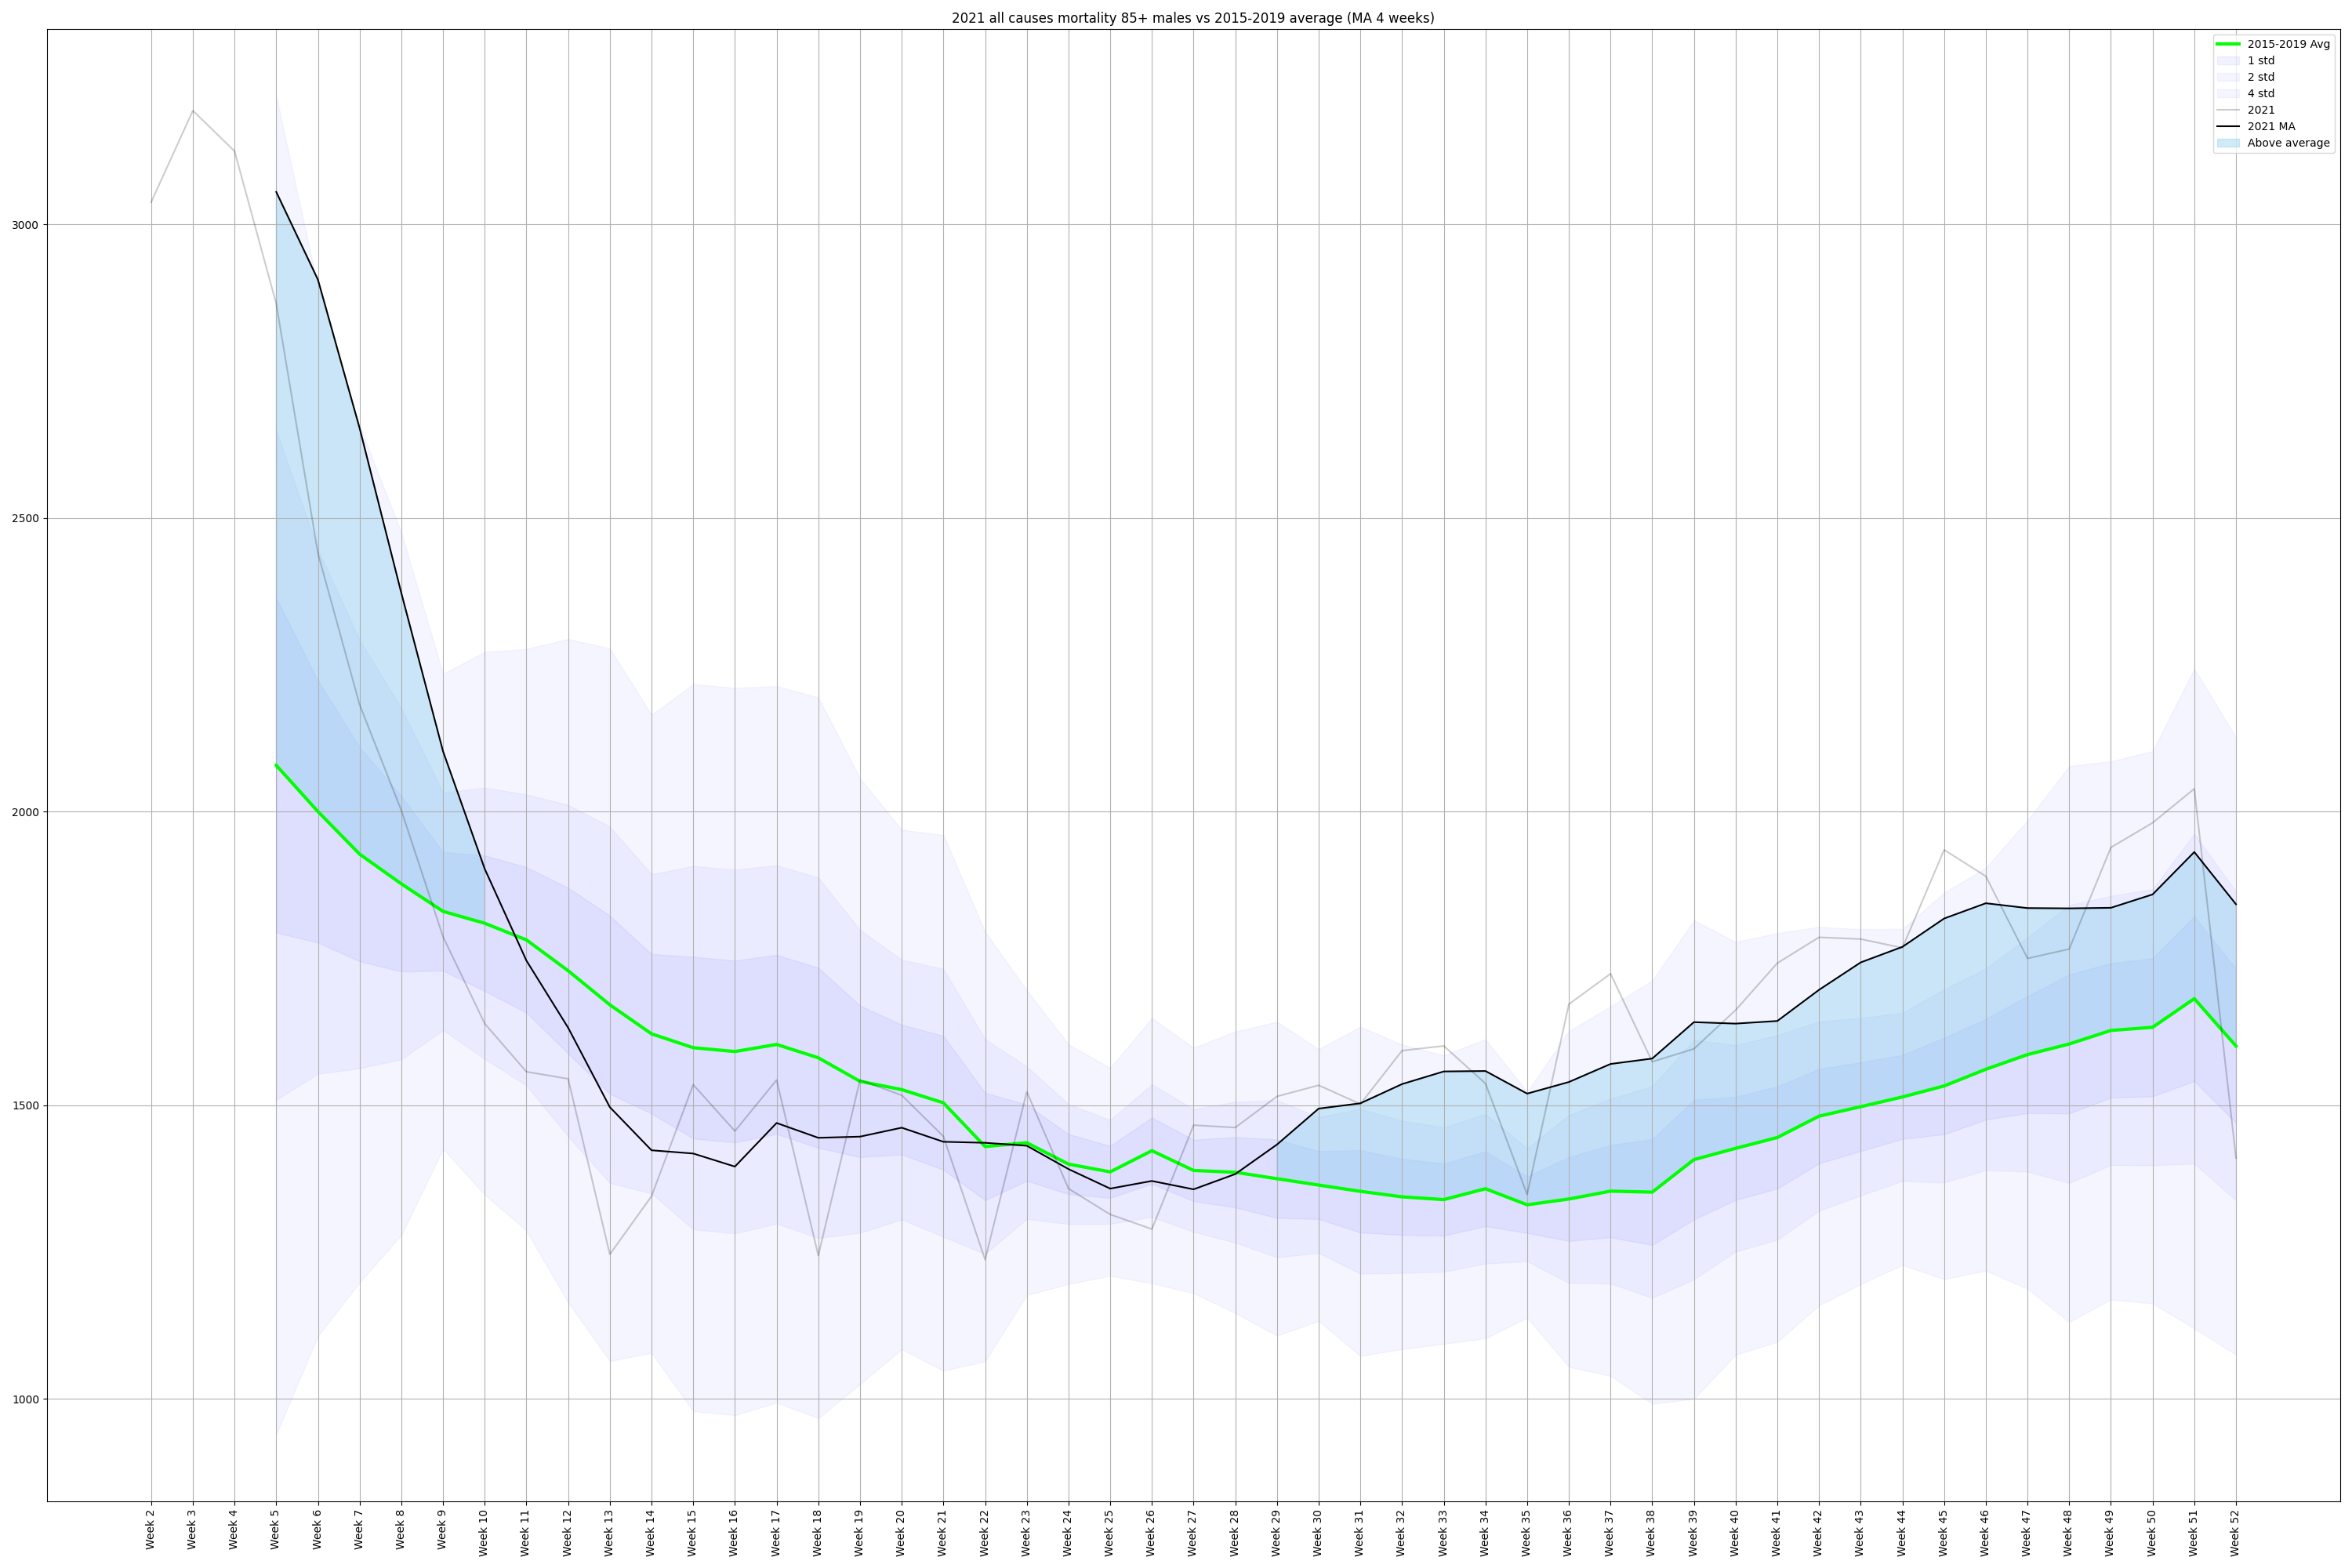 2021 all causes mortality 85+ males vs 2015-2019 average (MA 4 weeks)
2015-2019 Avg
1 std
2 std
4 std
2021
2021 MA
Above average
3000
2500
2000
1500
1000
Week 2
Week 3
Week 4
Week 5
Week 6
Week 7
Week 8
Week 9
Week 10
Week 11
Week 12
Week 13
Week 14
Week 15
Week 16
Week 17
Week 18
Week 19
Week 20
Week 21
Week 22
Week 23
Week 24
Week 25
Week 26
Week 27
Week 28
Week 29
Week 30
Week 31
Week 32
Week 33
Week 34
Week 35
Week 36
Week 37
Week 38
Week 39
Week 40
Week 41
Week 42
Week 43
Week 44
Week 45
Week 46
Week 47
Week 48
Week 49
Week 50
Week 51
Week 52